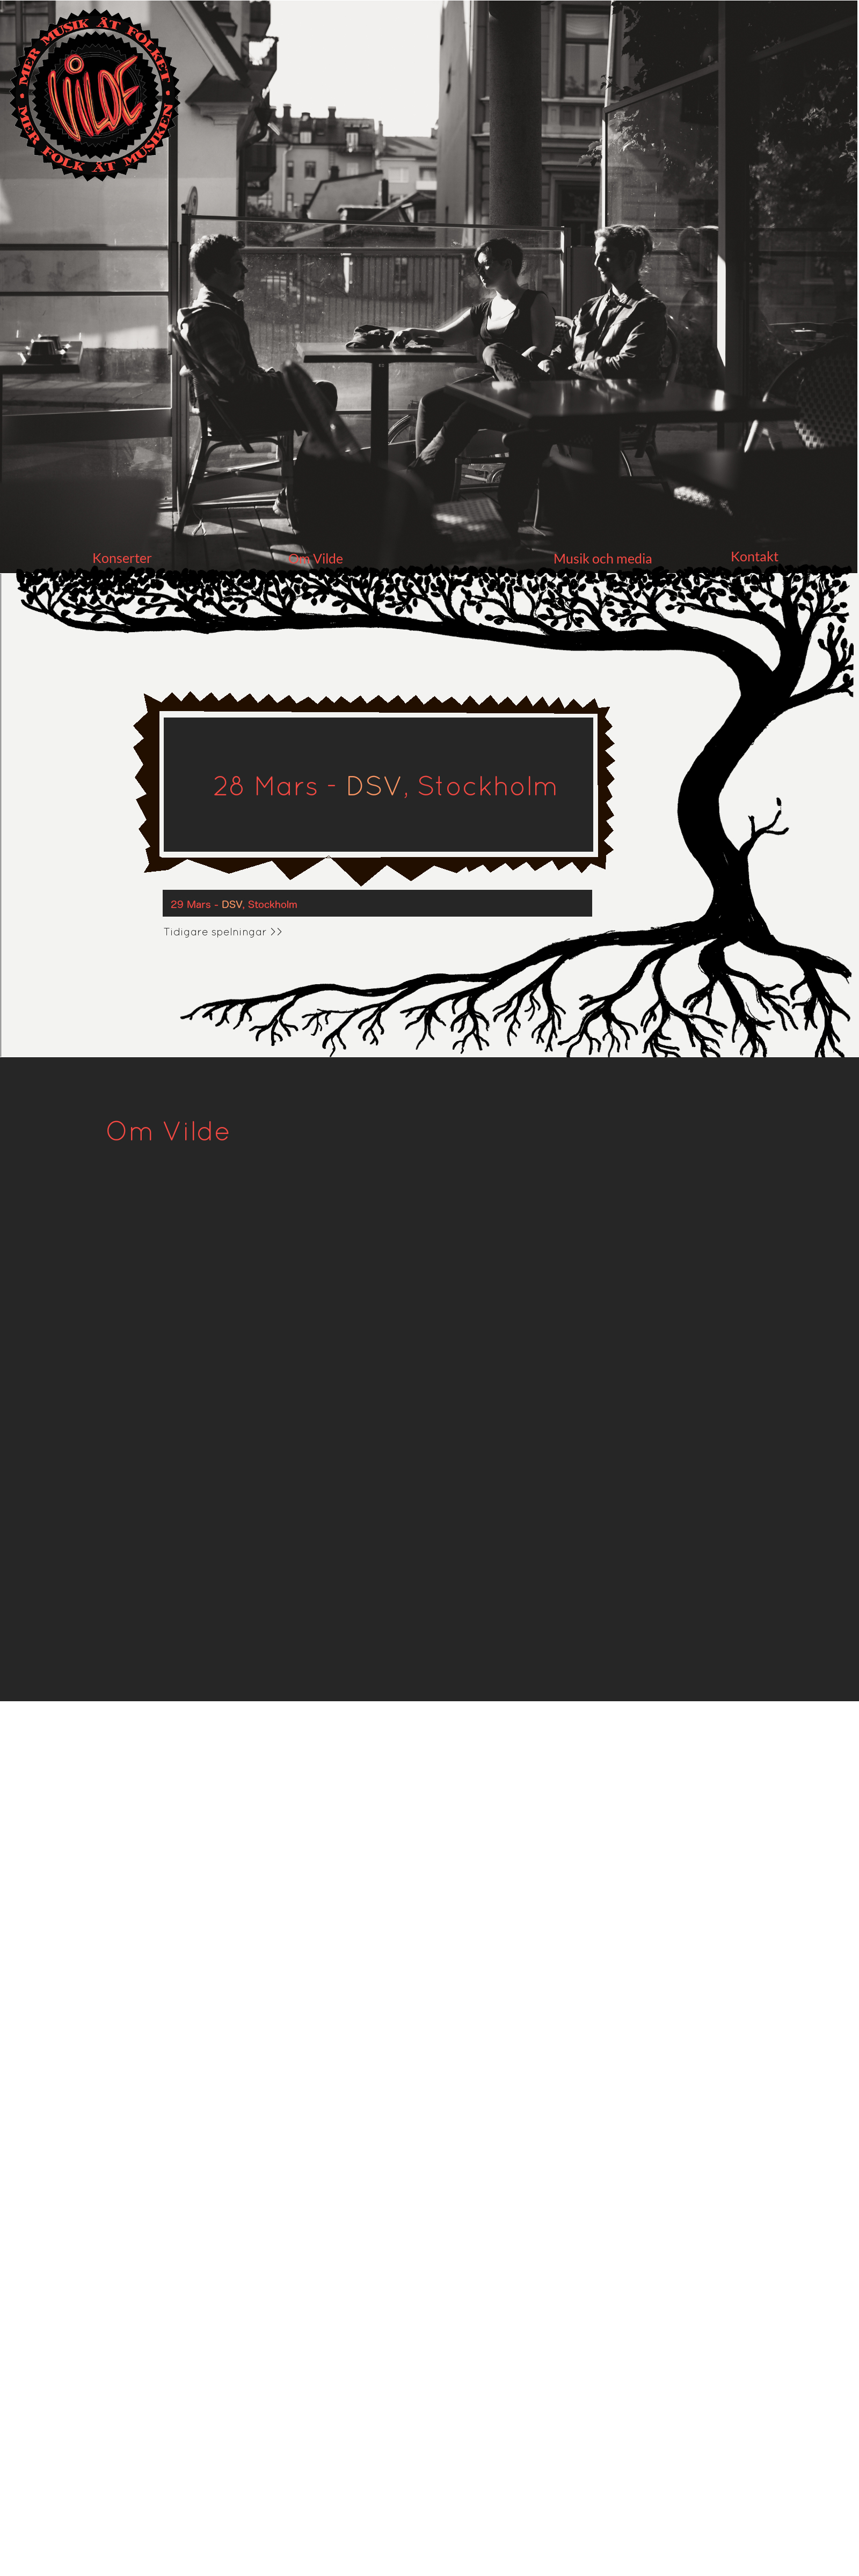 MER MUSIK ÅT FOLKET
VILDE
MER FOLK ÅT MUSIKEN
Konserter
Om Vilde
Musik och media
Kontakt
28 Mars - DSV, Stockholm
29 Mars - DSV, Stockholm
Tidigare spelningar >>
Om Vilde